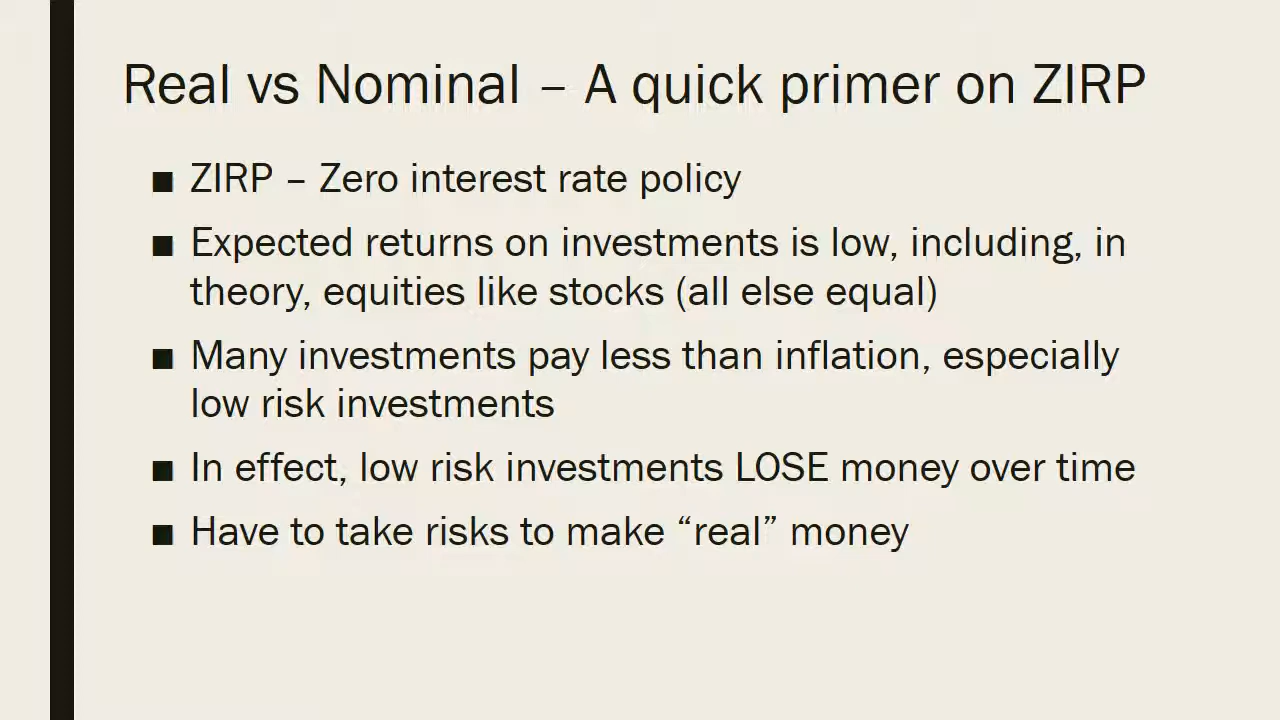 Real vs Nominal – A quick primer on ZIRP
■ ZIRP – Zero interest rate policy
■ Expected returns on investments is low, including, in
theory, equities like stocks (all else equal)
■ Many investments pay less than inflation, especially
low risk investments
■ In effect, low risk investments LOSE money over time
■ Have to take risks to make “real” money